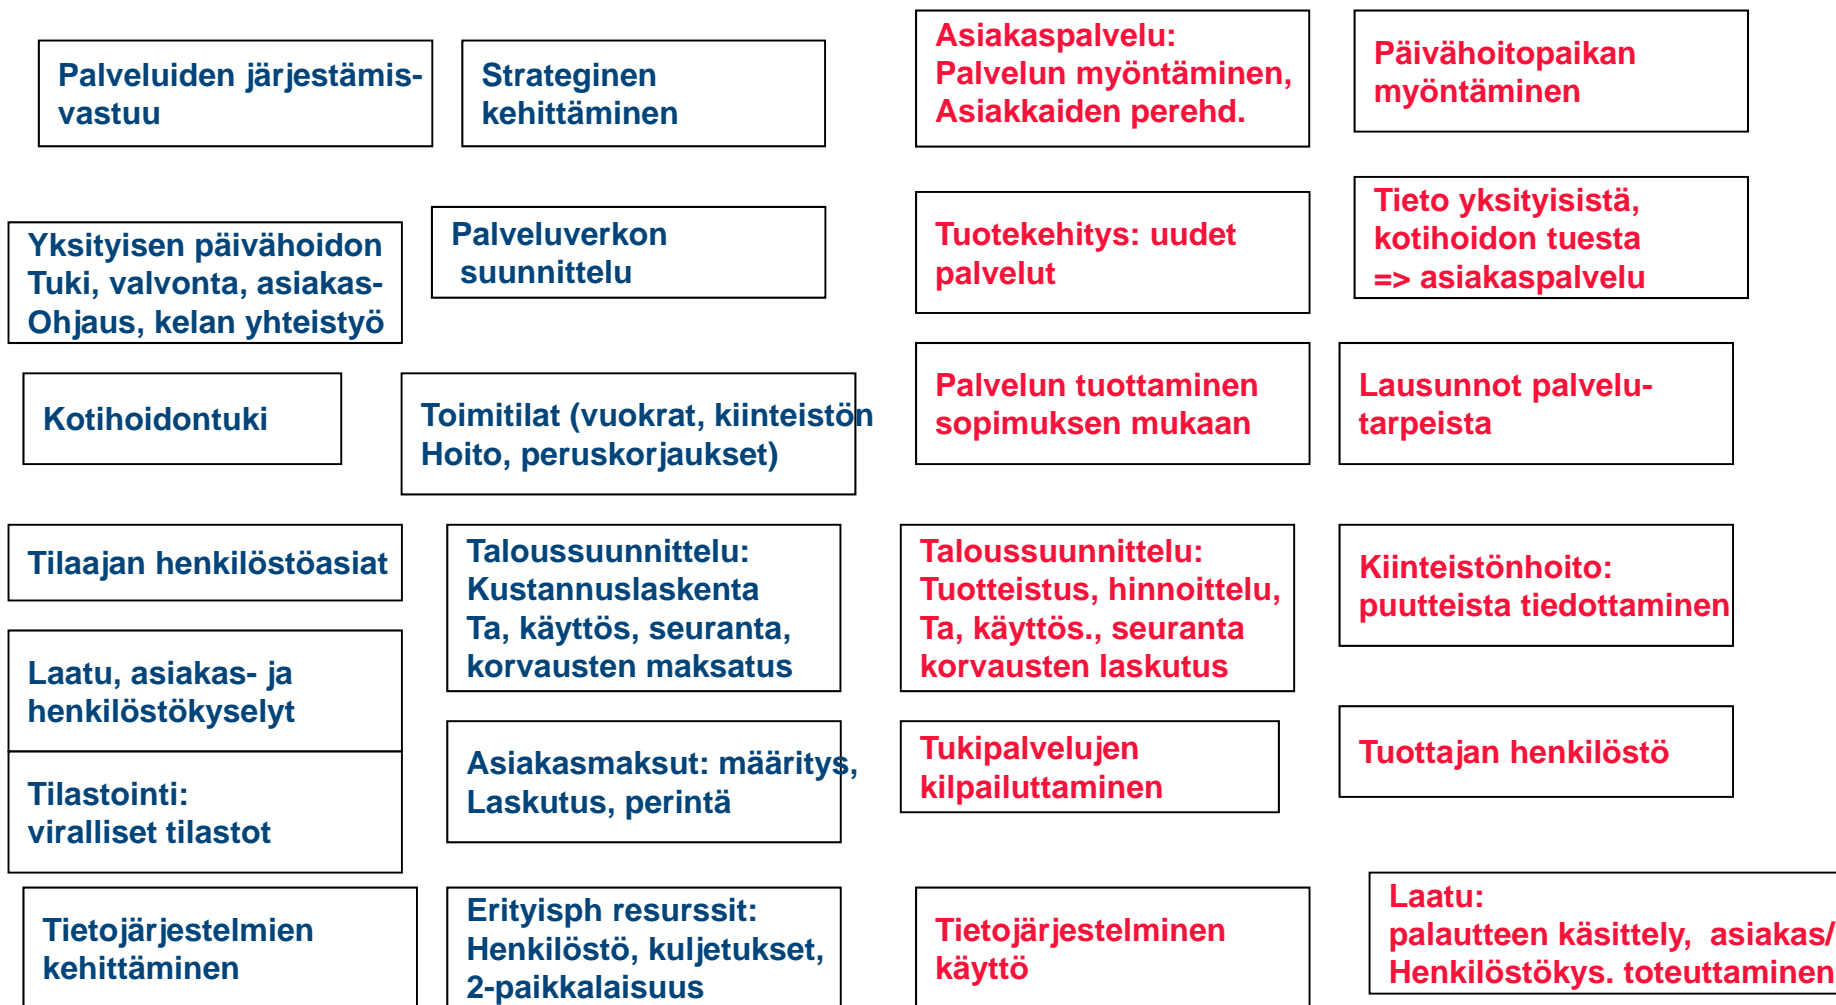 Palveluiden järjestämis-
vastuu
Strateginen
kehittäminen
Asiakaspalvelu:
Palvelun myöntäminen,
Asiakkaiden perehd.
Päivähoitopaikan
myöntäminen
Yksityisen päivähoidon
Tuki, valvonta, asiakas-
Ohjaus, kelan yhteistyö
Palveluverkon
suunnittelu
Tuotekehitys: uudet
palvelut
Tieto yksityisistä,
kotihoidon tuesta
=> asiakaspalvelu
Kotihoidontuki
Toimitilat (vuokrat, kiinteistön
Hoito, peruskorjaukset)
Palvelun tuottaminen
sopimuksen mukaan
Lausunnot palvelu-
tarpeista
Tilaajan henkilöstöasiat
Taloussuunnittelu:
Kustannuslaskenta
Ta, käyttös, seuranta,
korvausten maksatus
Taloussuunnittelu:
Tuotteistus, hinnoittelu,
Ta, käyttös., seuranta
korvausten laskutus
Kiinteistönhoito:
puutteista tiedottaminen
Laatu, asiakas- ja
henkilöstökyselyt
Asiakasmaksut: määritys,
Laskutus, perintä
Tukipalvelujen
kilpailuttaminen
Tuottajan henkilöstö
Tilastointi:
viralliset tilastot
Tietojärjestelmien
kehittäminen
Erityisph resurssit:
Henkilöstö, kuljetukset,
2-paikkalaisuus
Tietojärjestelminen
käyttö
Laatu:
palautteen käsittely, asiakas/
Henkilöstökys. toteuttaminen